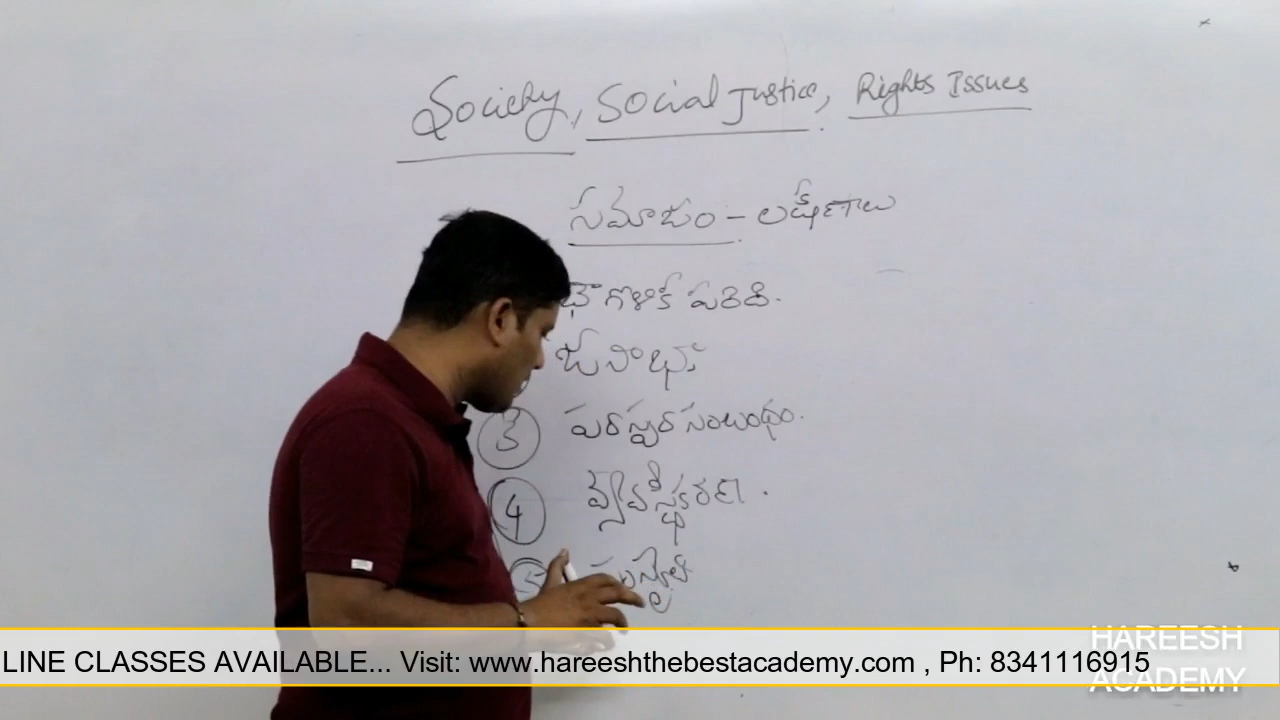 Society, Social Justice, Rights Issues
సమాజం - లక్షణాలు
భౌగోళిక పరిధి.
జనాభా
3 పరస్పర సంబంధం.
4 వ్యవస్థీకరణ.
5
LINE CLASSES AVAILABLE... Visit: www.hareeshthebestacademy.com , Ph: 8341116915
HAREESH
ACADEMY